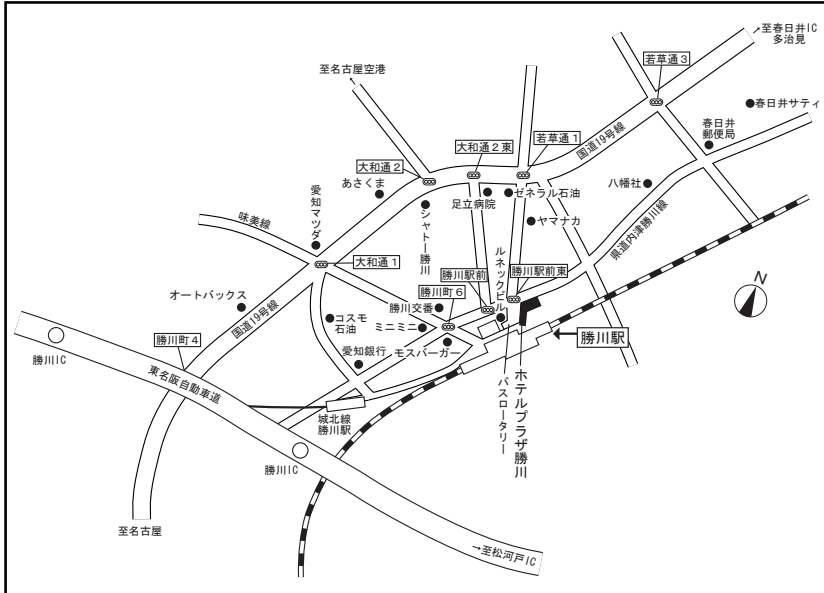 →至春日井IC
多治見
若草通3
至名古屋空港
春日井サティ
春日井
郵便局
国道19号線
大和通2東
若草通1
大和通2
あさくま
足立病院
ゼネラル石油
八幡社
愛知マツダ
シャトー勝川
ヤマナカ
味美線
県道内津勝川線
ルネックビル
大和通1
勝川駅前
勝川駅前東
勝川町6
オートバックス
勝川交番
コスモ
石油
ミニミニ
国道19号線
勝川町4
愛知銀行
モスバーガー
勝川駅
N
勝川IC
東名阪自動車道
バスロータリー
ホテルプラザ勝川
城北線
勝川駅
勝川IC
至名古屋
→至松河戸IC